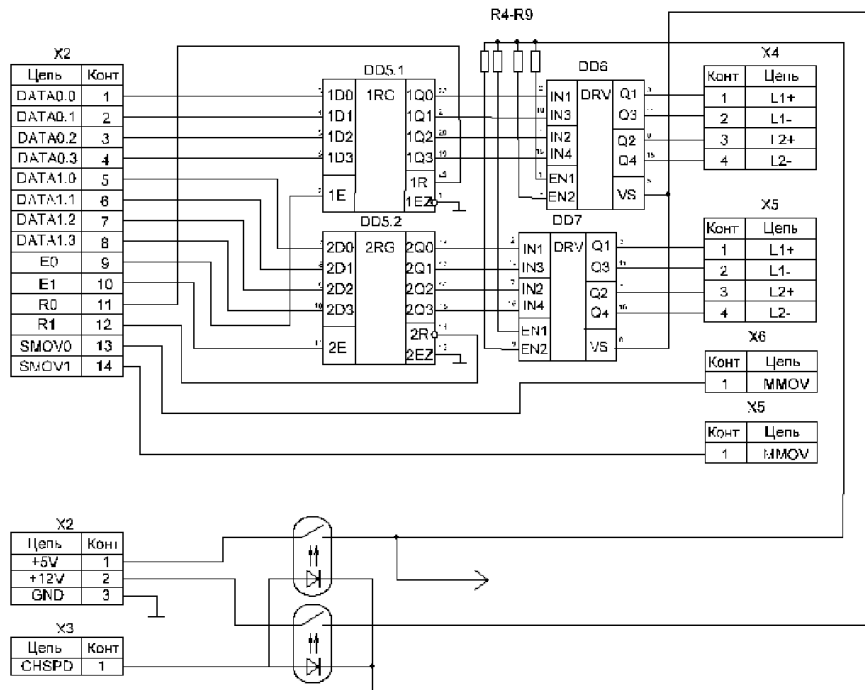 R4-R9
X2
Цепь Конт
DATA0.0 1
DATA0.1 2
DATA0.2 3
DATA0.3 4
DATA1.0 5
DATA1.1 6
DATA1.2 7
DATA1.3 8
E0 9
E1 10
R0 11
R1 12
SMOV0 13
SMOV1 14
DD5.1
1D0 1RG 1Q0
1D1 1Q1
1D2 1Q2
1D3 1Q3
1R
1E 1EZ
DD5.2
2D0 2RG 2Q0
2D1 2Q1
2D2 2Q2
2D3 2Q3
2R
2E 2EZ
DD6
IN1 DRV Q1
IN3 Q3
IN2 Q2
IN4 Q4
EN1
EN2 VS
DD7
IN1 DRV Q1
IN3 Q3
IN2 Q2
IN4 Q4
EN1
EN2 VS
X4
Конт Цепь
1 L1+
2 L1-
3 L2+
4 L2-
X5
Конт Цепь
1 L1+
2 L1-
3 L2+
4 L2-
X6
Конт Цепь
1 MMOV
X5
Конт Цепь
1 MMOV
X2
Цепь Конт
+5V 1
+12V 2
GND 3
X3
Цепь Конт
CHSPD 1